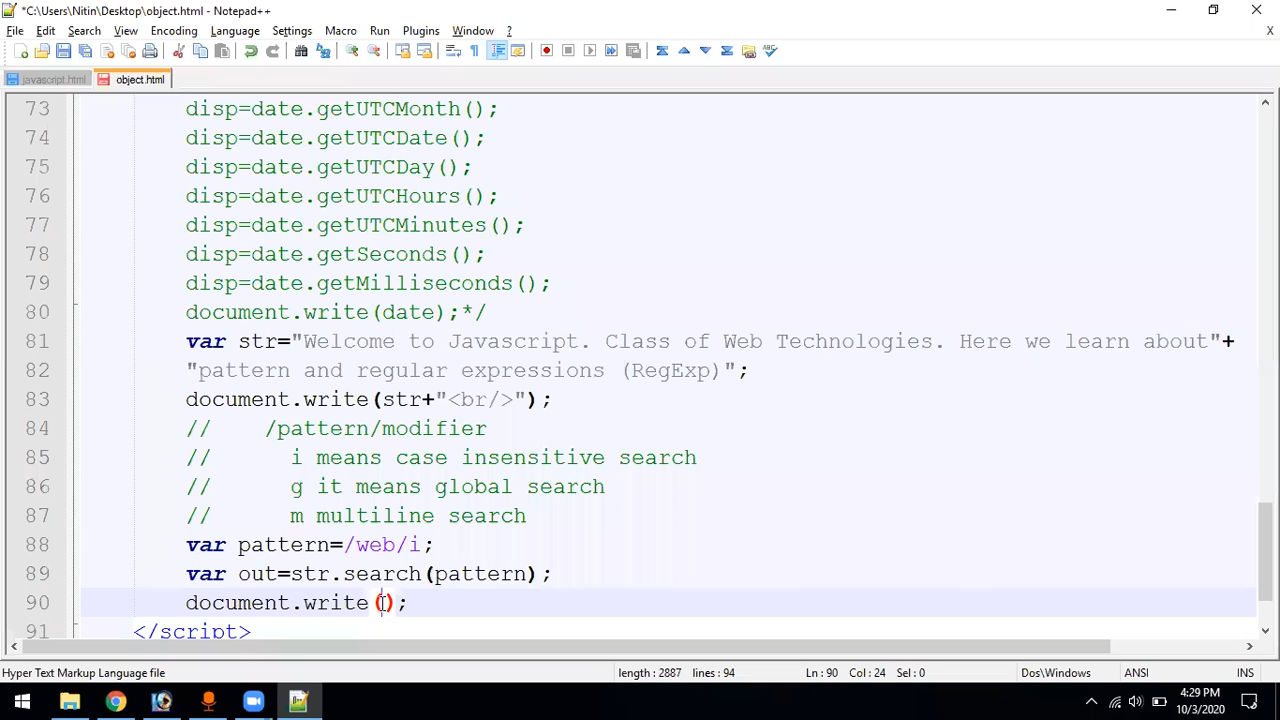 *C:\Users\Nitin\Desktop\object.html - Notepad++
File Edit Search View Encoding Language Settings Macro Run Plugins Window ? X
javascript.html object.html
73 disp=date.getUTCMonth();
74 disp=date.getUTCDate();
75 disp=date.getUTCDay();
76 disp=date.getUTCHours();
77 disp=date.getUTCMinutes();
78 disp=date.getSeconds();
79 disp=date.getMilliseconds();
80 document.write(date);*/
81 var str="Welcome to Javascript. Class of Web Technologies. Here we learn about"+
82 "pattern and regular expressions (RegExp)";
83 document.write(str+"<br/>");
84 // /pattern/modifier
85 // i means case insensitive search
86 // g it means global search
87 // m multiline search
88 var pattern=/web/i;
89 var out=str.search(pattern);
90 document.write();
91 </script>
Hyper Text Markup Language file length : 2887 lines : 94 Ln : 90 Col : 24 Sel : 0 Dos\Windows ANSI INS
4:29 PM
10/3/2020